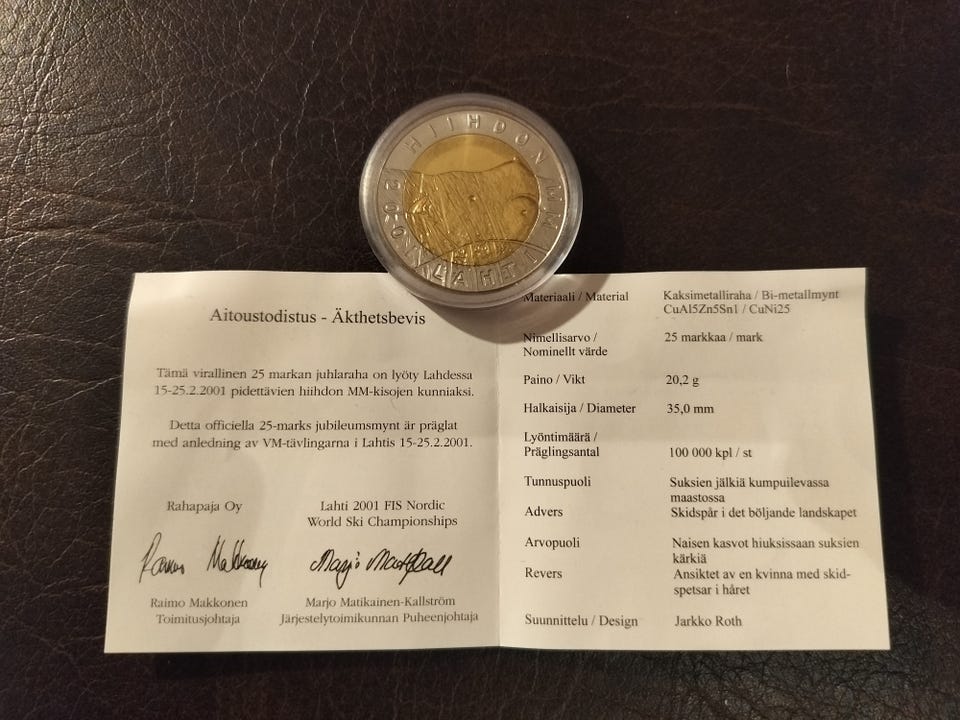 HIIHDON MM
2001 LAHTI
Aitoustodistus - Äkthetsbevis
Tämä virallinen 25 markan juhlaraha on lyöty Lahdessa
15-25.2.2001 pidettävien hiihdon MM-kisojen kunniaksi.
Detta officiella 25-marks jubileumsmynt är präglat
med anledning av VM-tävlingarna i Lahtis 15-25.2.2001.
Rahapaja Oy
Lahti 2001 FIS Nordic
World Ski Championships
Raimo Makkonen
Marjo Matikainen-Kallström
Raimo Makkonen
Toimitusjohtaja
Marjo Matikainen-Kallström
Järjestelytoimikunnan Puheenjohtaja
Materiaali / Material Kaksimetalliraha / Bi-metallmynt
CuAl5Zn5Sn1 / CuNi25
Nimellisarvo / 25 markkaa / mark
Nominellt värde
Paino / Vikt 20,2 g
Halkaisija / Diameter 35,0 mm
Lyöntimäärä /
Präglingsantal 100 000 kpl / st
Tunnuspuoli Suksien jälkiä kumpuilevassa
maastossa
Advers Skidspår i det böljande landskapet
Arvopuoli Naisen kasvot hiuksissaan suksien
kärkiä
Revers Ansiktet av en kvinna med skid-
spetsar i håret
Suunnittelu / Design Jarkko Roth